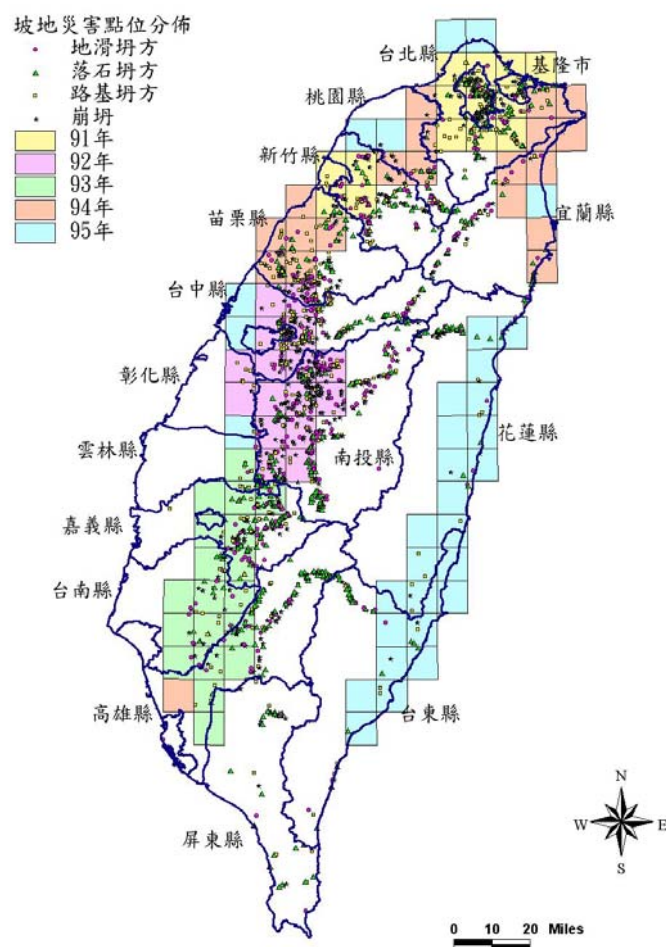 坡地災害點位分佈
地滑坍方
落石坍方
路基坍方
崩坍
91年
92年
93年
94年
95年
台北縣
基隆市
桃園縣
新竹縣
宜蘭縣
苗栗縣
台中縣
彰化縣
花蓮縣
雲林縣
南投縣
嘉義縣
台南縣
高雄縣
台東縣
屏東縣
N
W
E
S
0 10 20 Miles